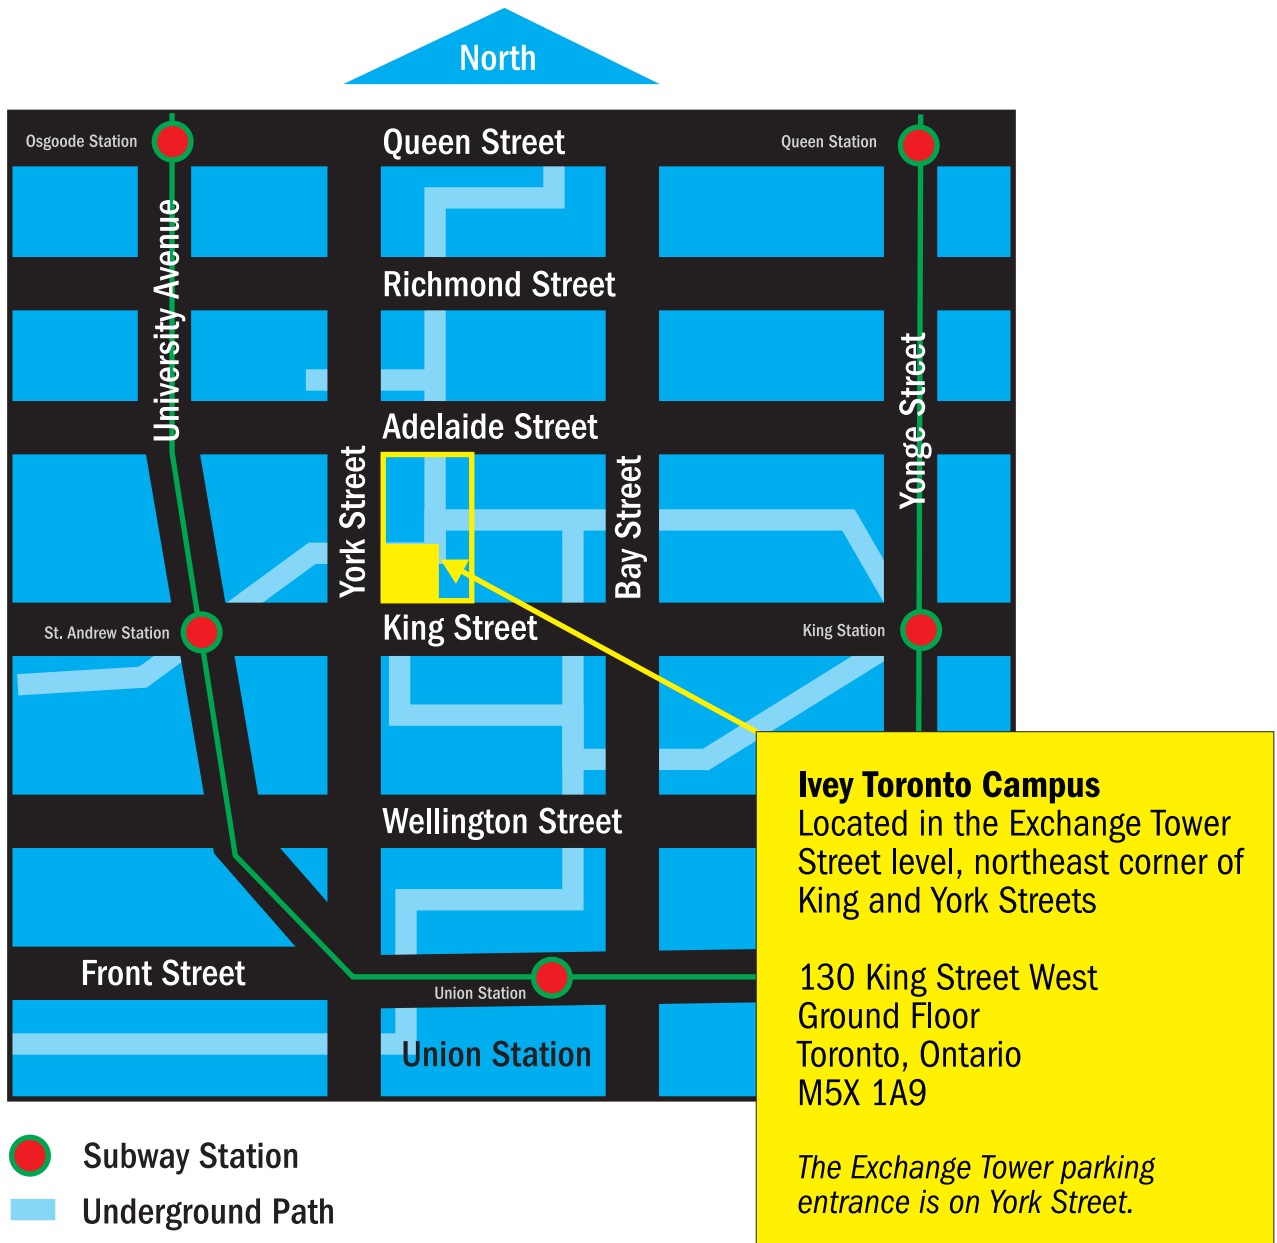 North
Osgoode Station
Queen Street
Queen Station
University Avenue
Richmond Street
Yonge Street
Adelaide Street
York Street
Bay Street
St. Andrew Station
King Street
King Station
Wellington Street
Front Street
Union Station
Union Station
Ivey Toronto Campus
Located in the Exchange Tower
Street level, northeast corner of
King and York Streets
130 King Street West
Ground Floor
Toronto, Ontario
M5X 1A9
The Exchange Tower parking
entrance is on York Street.
Subway Station
Underground Path